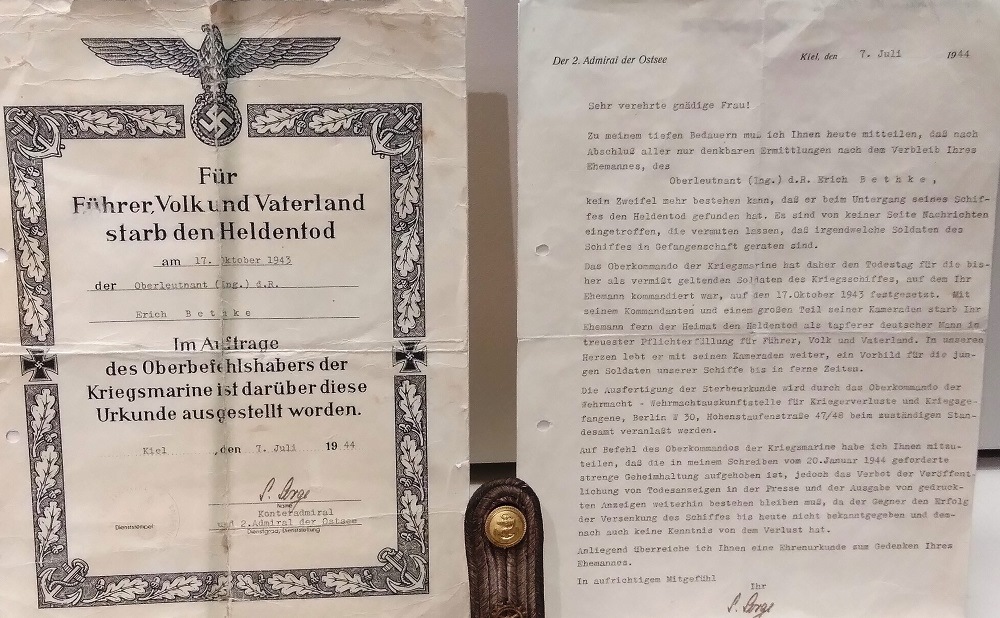 Für
Führer, Volk und Vaterland
starb den Heldentod
am 17. Oktober 1943
der Oberleutnant (Ing.) d.R.
Erich Bethke
Im Auftrage
des Oberbefehlshabers der
Kriegsmarine ist darüber diese
Urkunde ausgestellt worden.
Kiel, den 7. Juli 1944
S. Sorge
Name
Konteradmiral
und 2.Admiral der Ostsee
Dienststempel
Dienstgrad, Dienststellung
Der 2. Admiral der Ostsee
Kiel, den 7. Juli 1944
Sehr verehrte gnädige Frau!
Zu meinem tiefen Bedauern muß ich Ihnen heute mitteilen, daß nach
Abschluß aller nur denkbaren Ermittlungen nach dem Verbleib Ihres
Ehemannes, des
Oberleutnant (Ing.) d.R. Erich B e t h k e ,
kein Zweifel mehr bestehen kann, daß er beim Untergang seines Schif-
fes den Heldentod gefunden hat. Es sind von keiner Seite Nachrichten
eingetroffen, die vermuten lassen, daß irgendwelche Soldaten des
Schiffes in Gefangenschaft geraten sind.
Das Oberkommando der Kriegsmarine hat daher den Todestag für die bis-
her als vermißt geltenden Soldaten des Kriegsschiffes, auf dem Ihr
Ehemann kommandiert war, auf den 17.Oktober 1943 festgesetzt. Mit
seinem Kommandanten und einem großen Teil seiner Kameraden starb Ihr
Ehemann fern der Heimat den Heldentod als tapferer deutscher Mann in
treuester Pflichterfüllung für Führer, Volk und Vaterland. In unseren
Herzen lebt er mit seinen Kameraden weiter, ein Vorbild für die jun-
gen Soldaten unserer Schiffe bis in ferne Zeiten.
Die Ausfertigung der Sterbeurkunde wird durch das Oberkommando der
Wehrmacht - Wehrmachtauskunftstelle für Kriegerverluste und Kriegsge-
fangene, Berlin W 30, Hohenstaufenstraße 47/48 beim zuständigen Stan-
desamt veranlaßt werden.
Auf Befehl des Oberkommandos der Kriegsmarine habe ich Ihnen mitzu-
teilen, daß die in meinem Schreiben vom 20.Januar 1944 geforderte
strenge Geheimhaltung aufgehoben ist, jedoch das Verbot der Veröffent-
lichung von Todesanzeigen in der Presse und der Ausgabe von gedruck-
ten Anzeigen weiterhin bestehen bleiben muß, da der Gegner den Erfolg
der Versenkung des Schiffes bis heute nicht bekanntgegeben und dem-
nach auch keine Kenntnis von dem Verlust hat.
Anliegend überreiche ich Ihnen eine Ehrenurkunde zum Gedenken Ihres
Ehemannes.
In aufrichtigem Mitgefühl
Ihr
S. Sorge